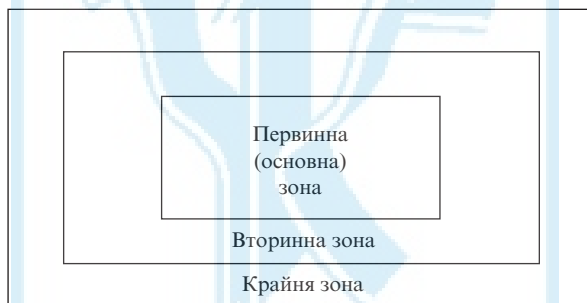 Первинна
(основна)
зона
Вторинна зона
Крайня зона